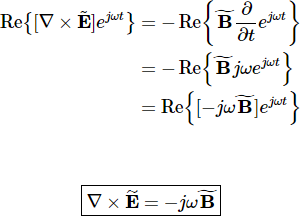 Re{[∇ × Ẽ]e^{jωt}} = − Re{B̃ ∂/∂t e^{jωt}}
= − Re{B̃ jωe^{jωt}}
= Re{[−jωB̃]e^{jωt}}
∇ × Ẽ = −jωB̃